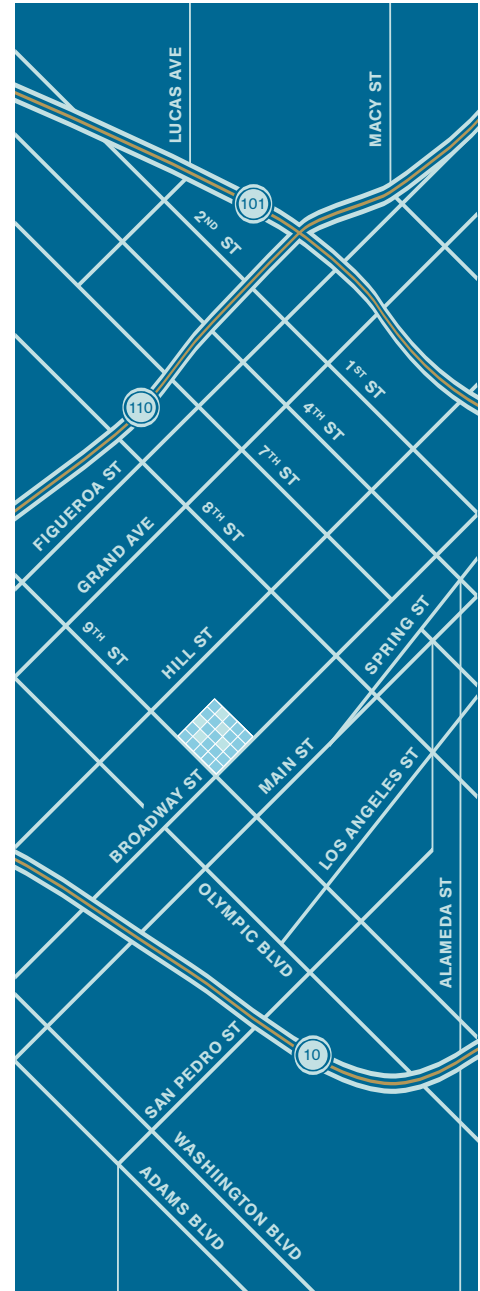 LUCAS AVE
MACY ST
101
2ND ST
1ST ST
110
4TH ST
7TH ST
FIGUEROA ST
8TH ST
GRAND AVE
9TH ST
HILL ST
SPRING ST
MAIN ST
BROADWAY ST
LOS ANGELES ST
OLYMPIC BLVD
ALAMEDA ST
10
SAN PEDRO ST
WASHIINGTON BLVD
ADAMS BLVD